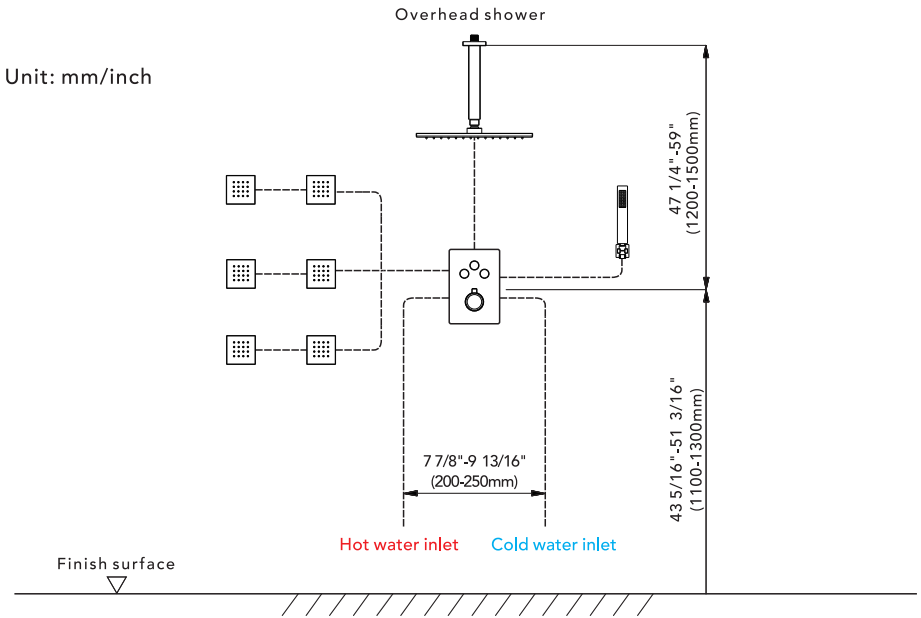 Overhead shower
Unit: mm/inch
47 1/4"-59"
(1200-1500mm)
43 5/16"-51 3/16"
(1100-1300mm)
7 7/8"-9 13/16"
(200-250mm)
Hot water inlet
Cold water inlet
Finish surface